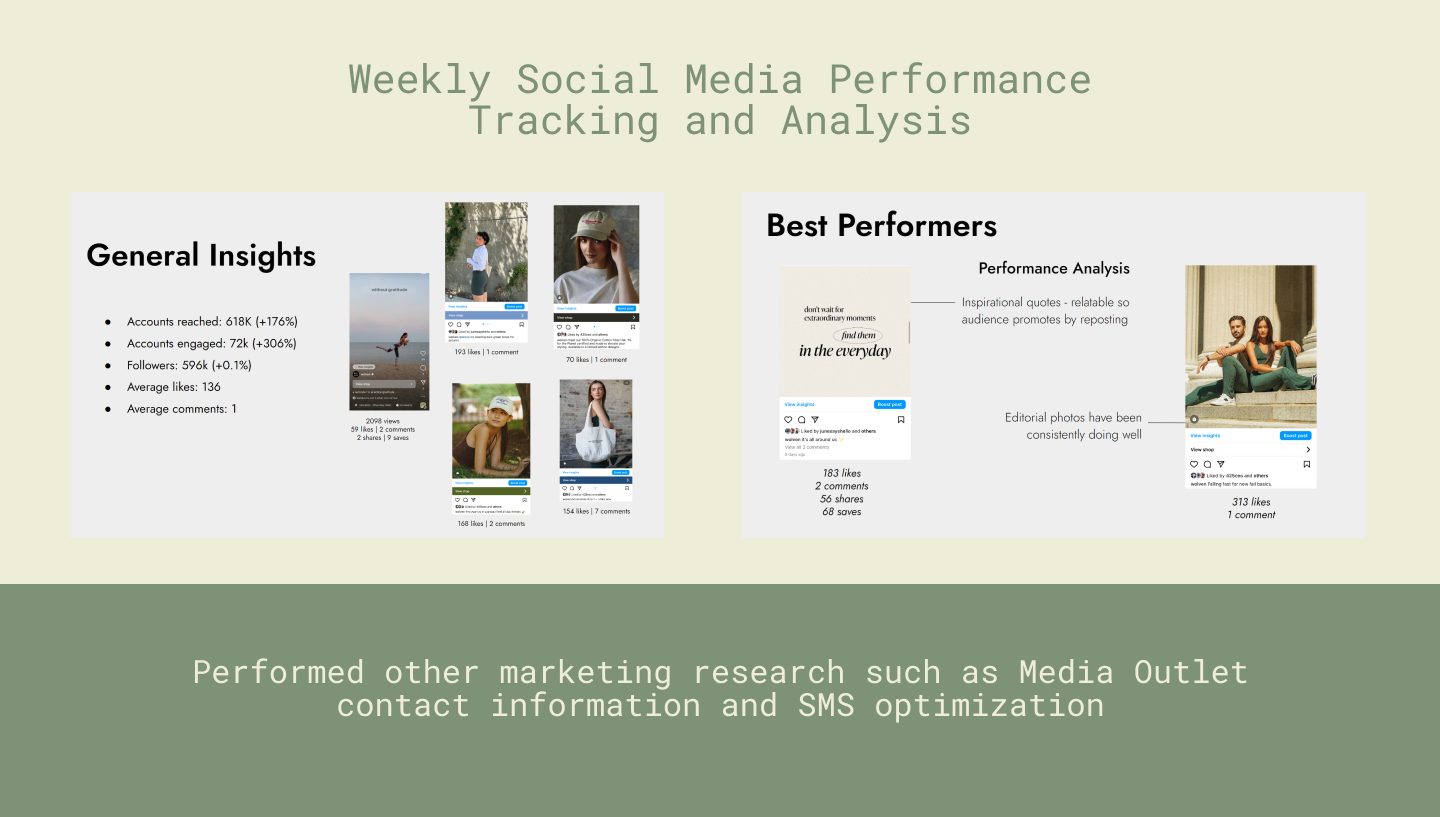 Weekly Social Media Performance
Tracking and Analysis
General Insights
● Accounts reached: 618K (+176%)
● Accounts engaged: 72k (+306%)
● Followers: 596k (+0.1%)
● Average likes: 136
● Average comments: 1
without gratitude
View shop
2098 views
59 likes | 2 comments
2 shares | 9 saves
View insights
Boost post
View shop
193 likes | 1 comment
View insights
Boost post
View shop
Liked by 425ons and others
70 likes | 1 comment
View insights
Boost post
View shop
168 likes | 2 comments
View insights
Boost post
View shop
154 likes | 7 comments
Best Performers
Performance Analysis
don't wait for
extraordinary moments
find them
in the everyday
View insights
Boost post
Liked by junessayshello and others
wolven it's all around us ✨
View all 2 comments
5 days ago
183 likes
2 comments
56 shares
68 saves
Inspirational quotes - relatable so
audience promotes by reposting
Editorial photos have been
consistently doing well
View insights
Boost post
View shop
Liked by 425ons and others
wolven Falling fast for new fall basics.
313 likes
1 comment
Performed other marketing research such as Media Outlet
contact information and SMS optimization